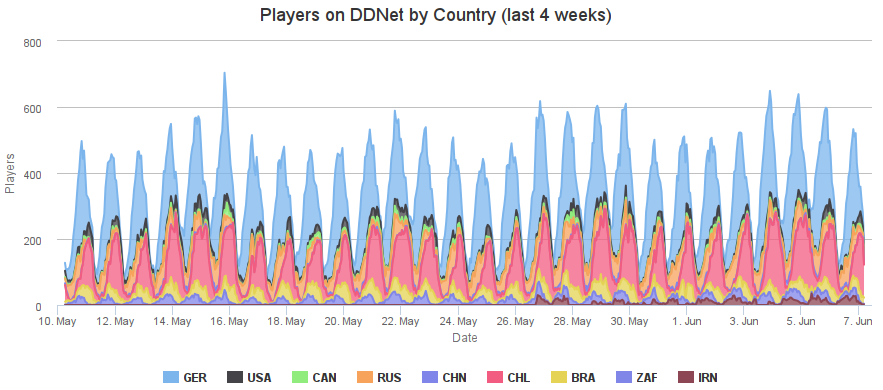 Players on DDNet by Country (last 4 weeks)
800
600
400
200
0
Players
10. May 12. May 14. May 16. May 18. May 20. May 22. May 24. May 26. May 28. May 30. May 1. Jun 3. Jun 5. Jun 7. Jun
Date
GER USA CAN RUS CHN CHL BRA ZAF IRN